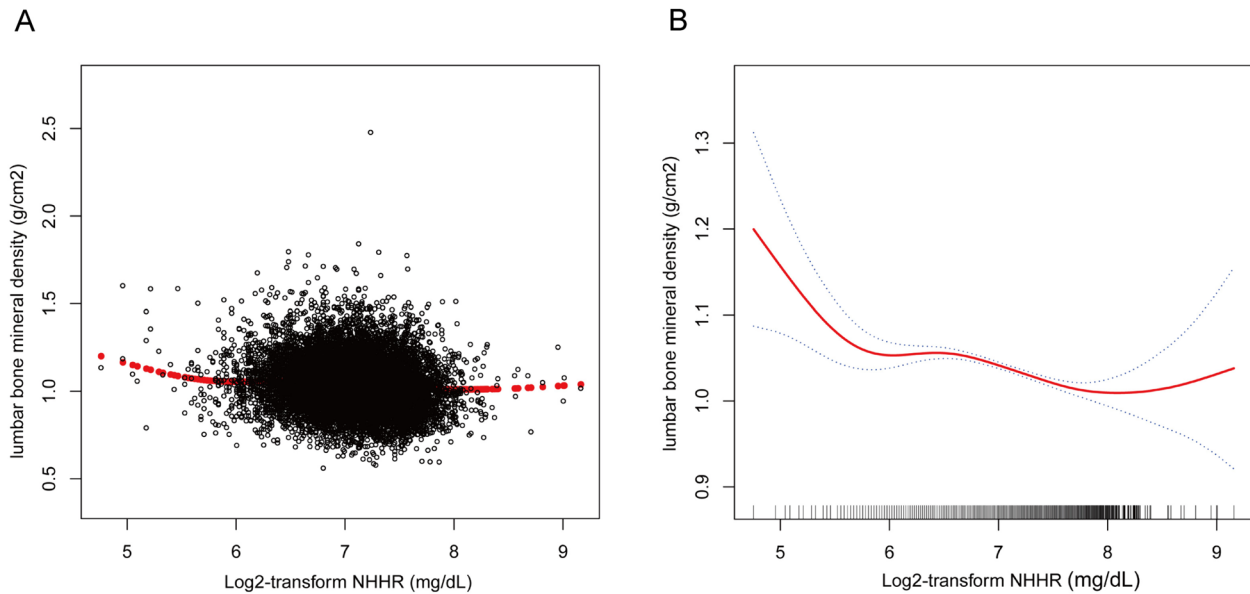 A
lumbar bone mineral density (g/cm2)
2.5
2.0
1.5
1.0
0.5
5 6 7 8 9
Log2-transform NHHR (mg/dL)
B
lumbar bone mineral density (g/cm2)
1.3
1.2
1.1
1.0
0.9
5 6 7 8 9
Log2-transform NHHR (mg/dL)